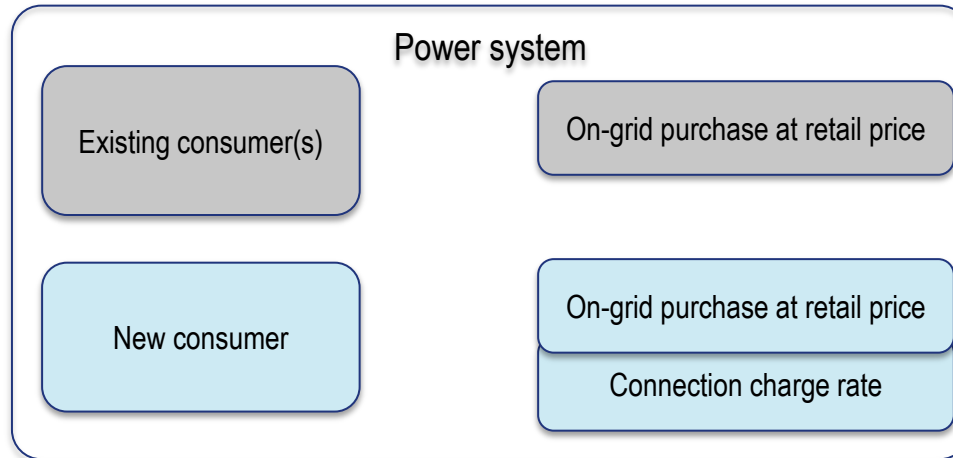 Power system
Existing consumer(s)
On-grid purchase at retail price
New consumer
On-grid purchase at retail price
Connection charge rate